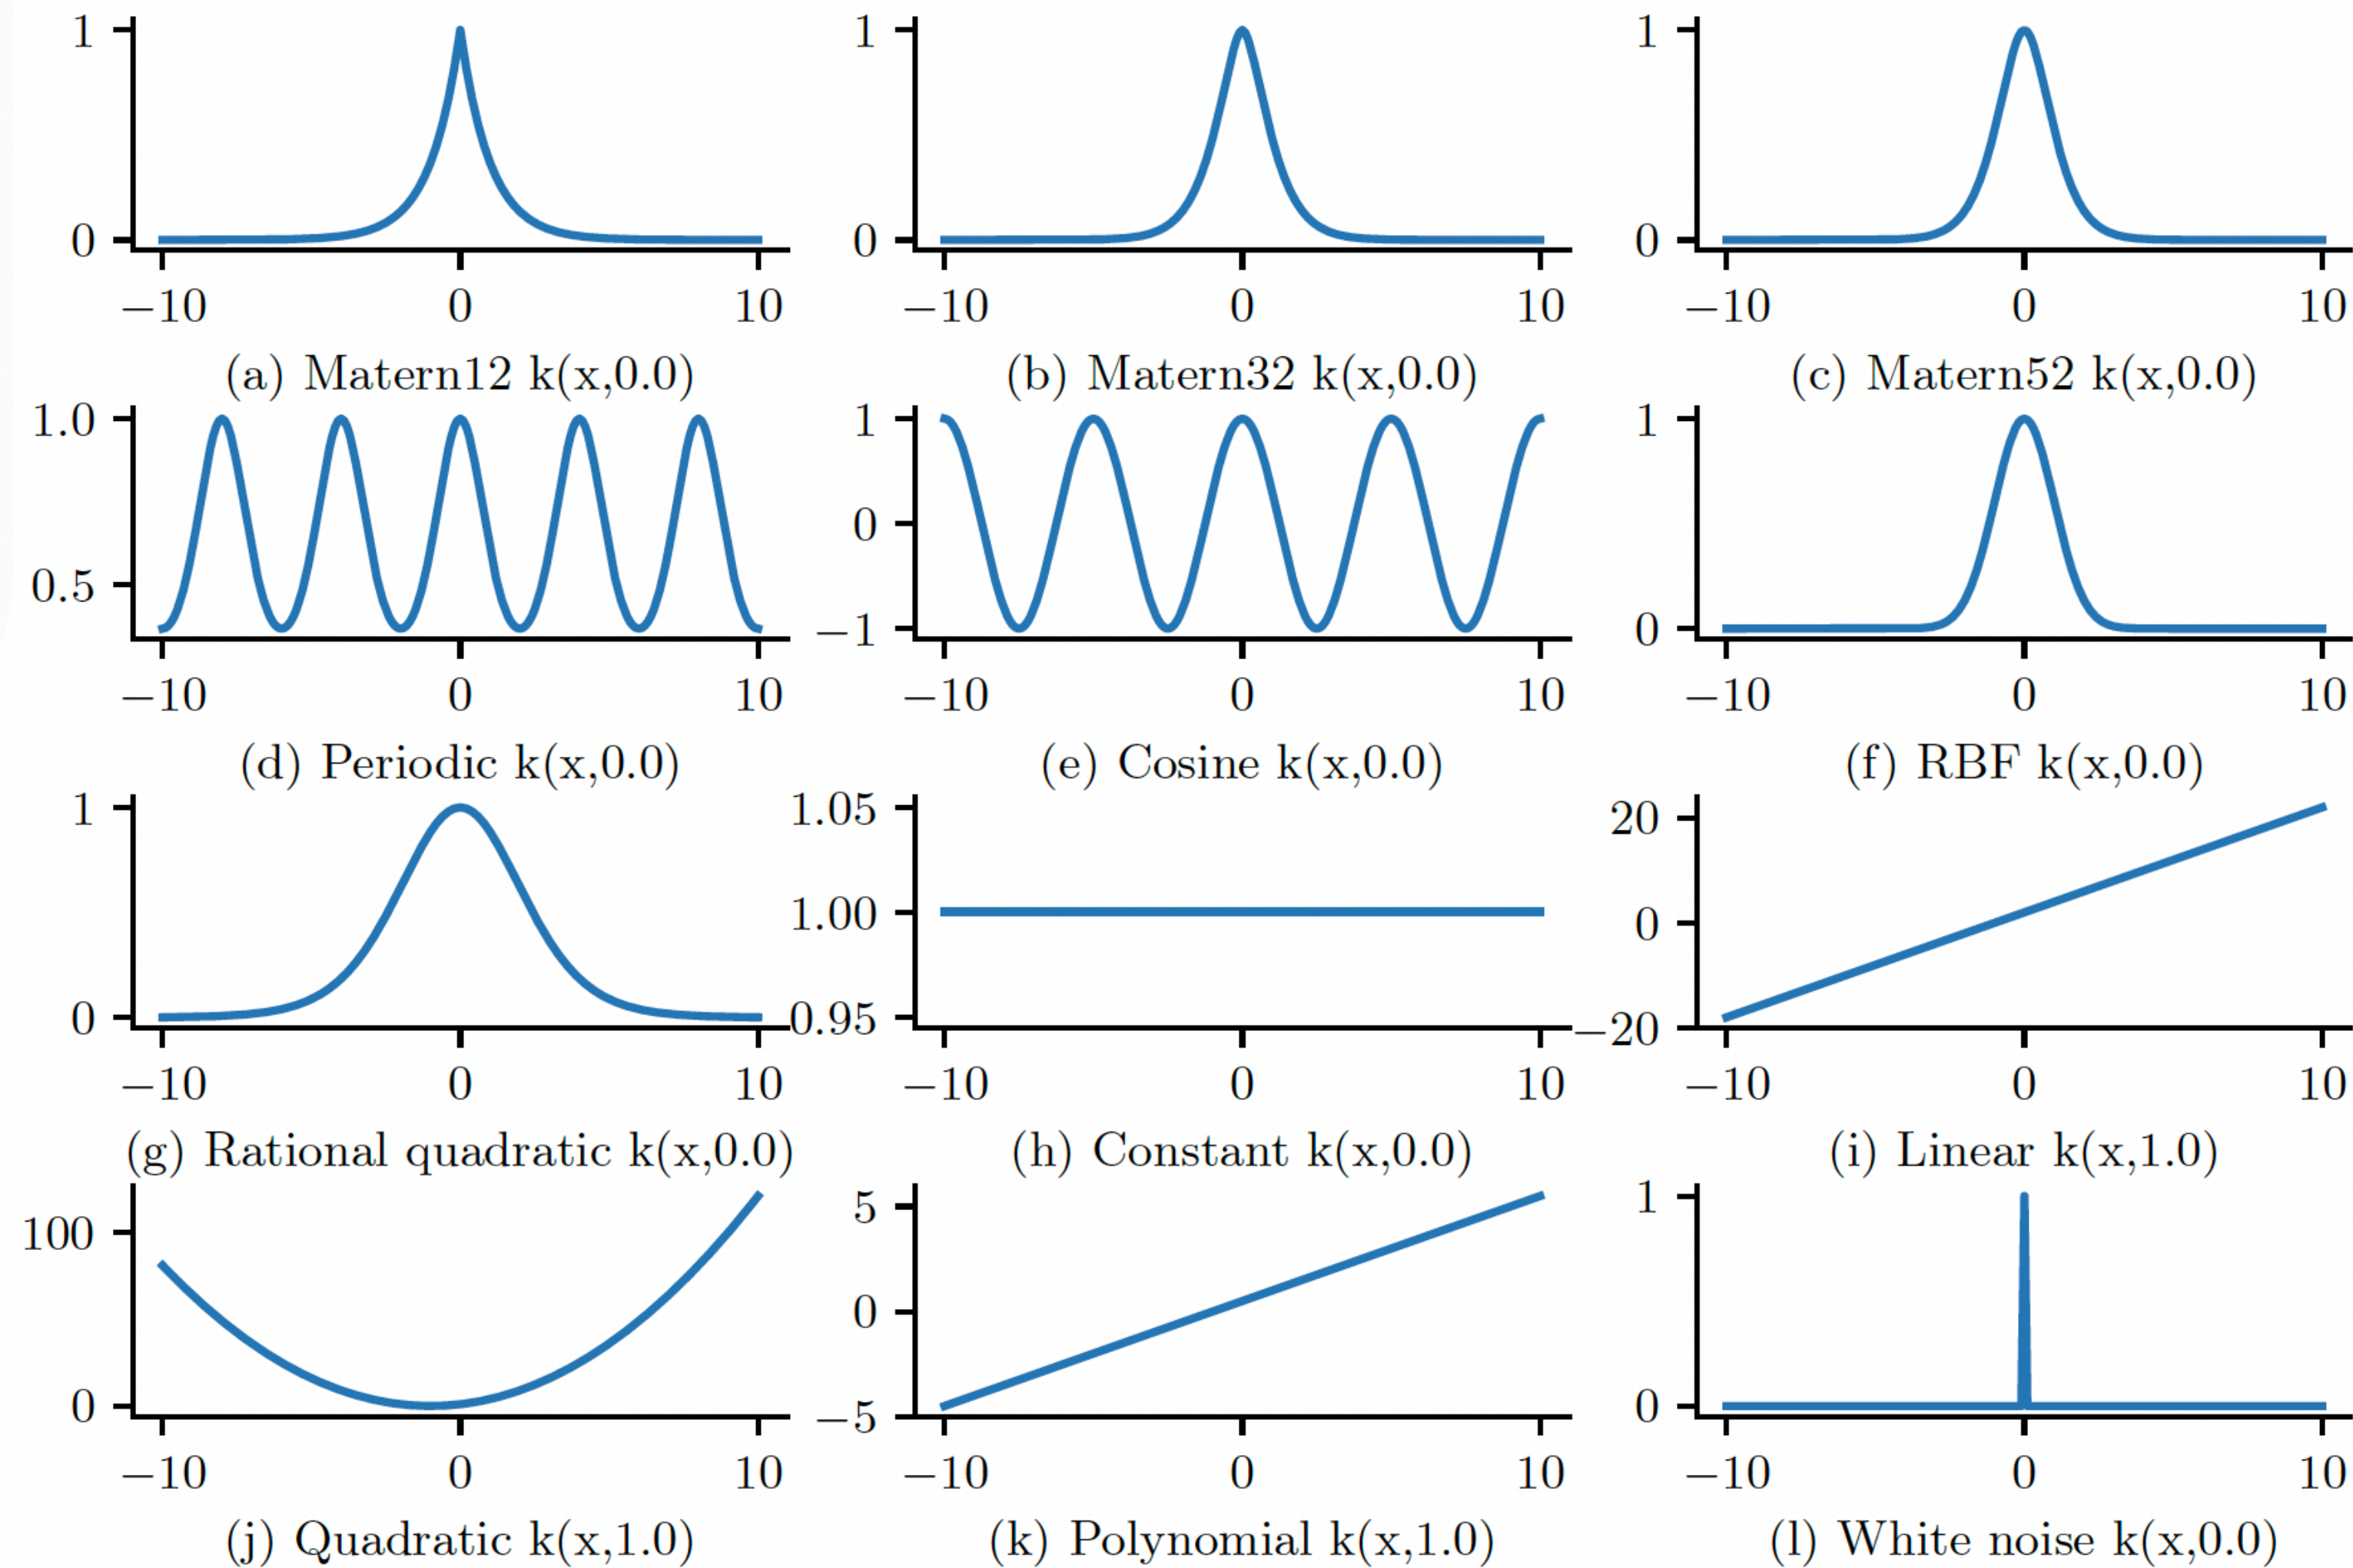 1 1 1
0 0 0
−10 0 10 −10 0 10 −10 0 10
(a) Matern12 k(x,0.0) (b) Matern32 k(x,0.0) (c) Matern52 k(x,0.0)
1.0 1 1
0
0.5
−1 0
−10 0 10 −10 0 10 −10 0 10
(d) Periodic k(x,0.0) (e) Cosine k(x,0.0) (f) RBF k(x,0.0)
1 1.05 20
1.00 0
0 0.95 −20
−10 0 10 −10 0 10 −10 0 10
(g) Rational quadratic k(x,0.0) (h) Constant k(x,0.0) (i) Linear k(x,1.0)
100 5 1
0
0 −5 0
−10 0 10 −10 0 10 −10 0 10
(j) Quadratic k(x,1.0) (k) Polynomial k(x,1.0) (l) White noise k(x,0.0)